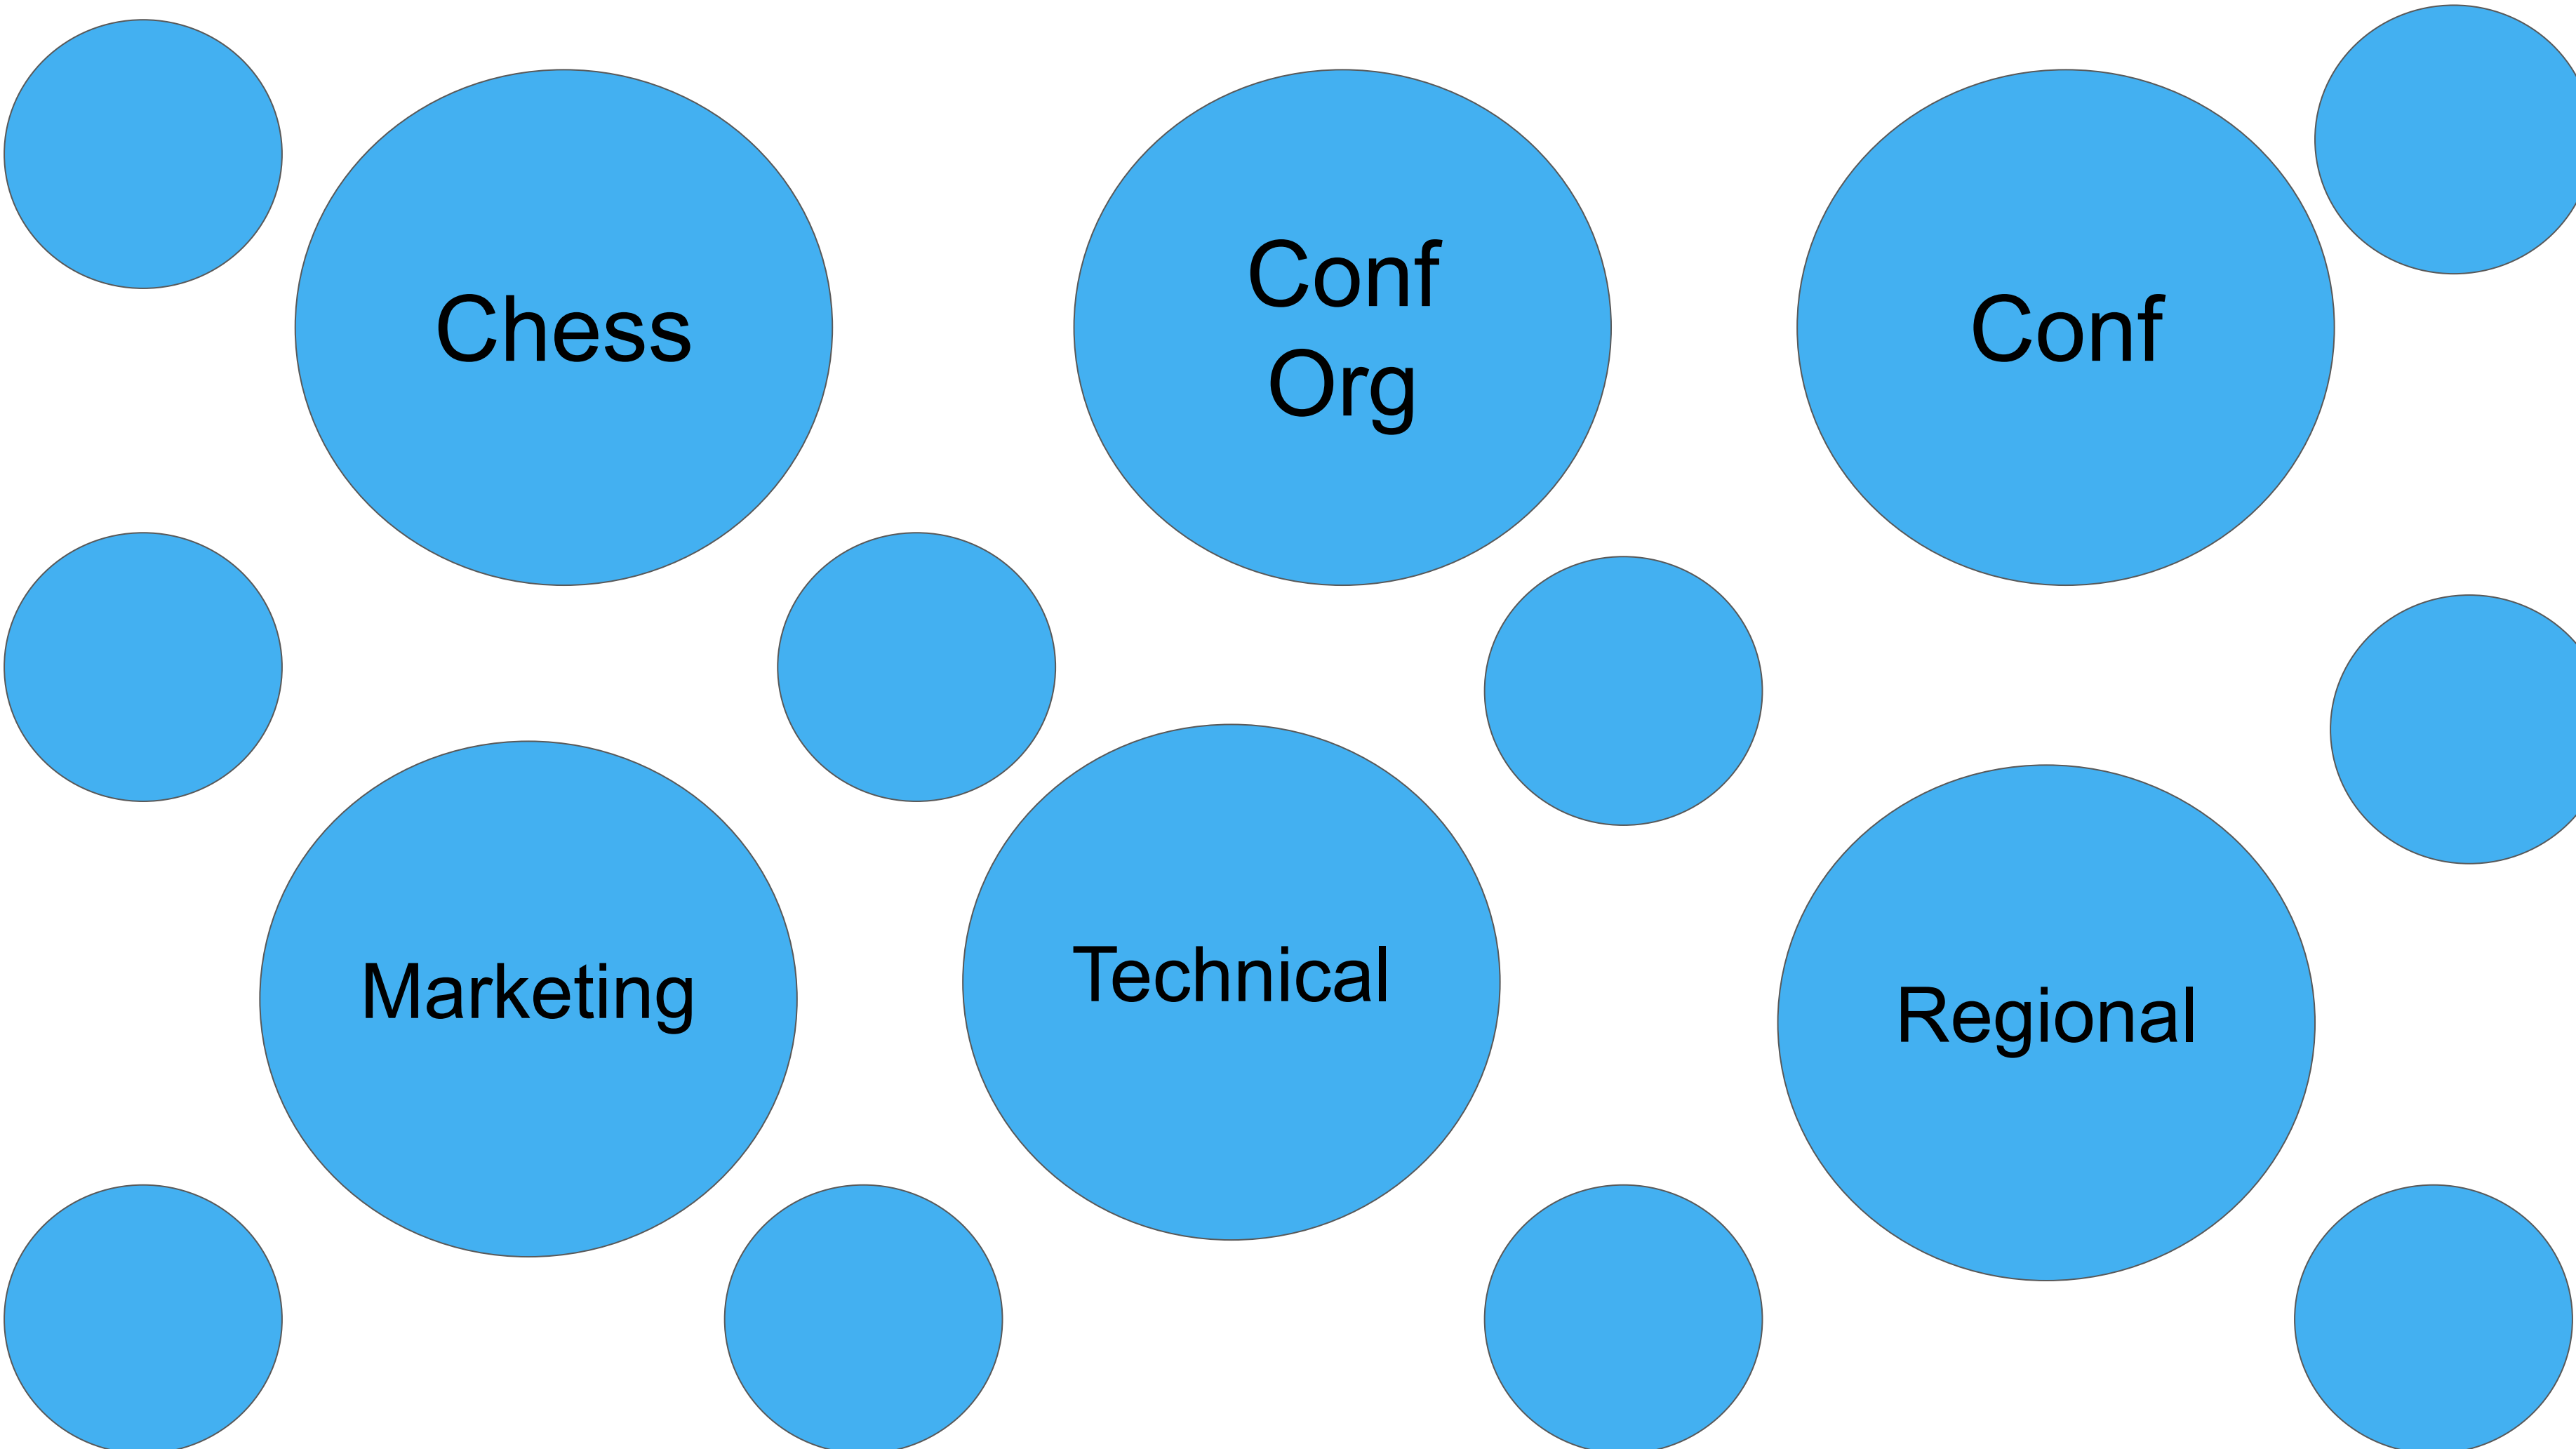 Chess
Conf
Org
Conf
Marketing
Technical
Regional